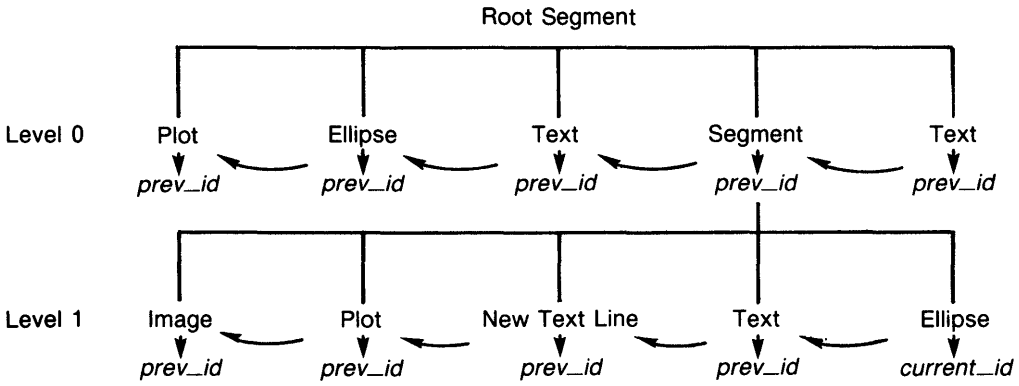 Root Segment
Level 0 Plot Ellipse Text Segment Text
prev_id prev_id prev_id prev_id prev_id
Level 1 Image Plot New Text Line Text Ellipse
prev_id prev_id prev_id prev_id current_id